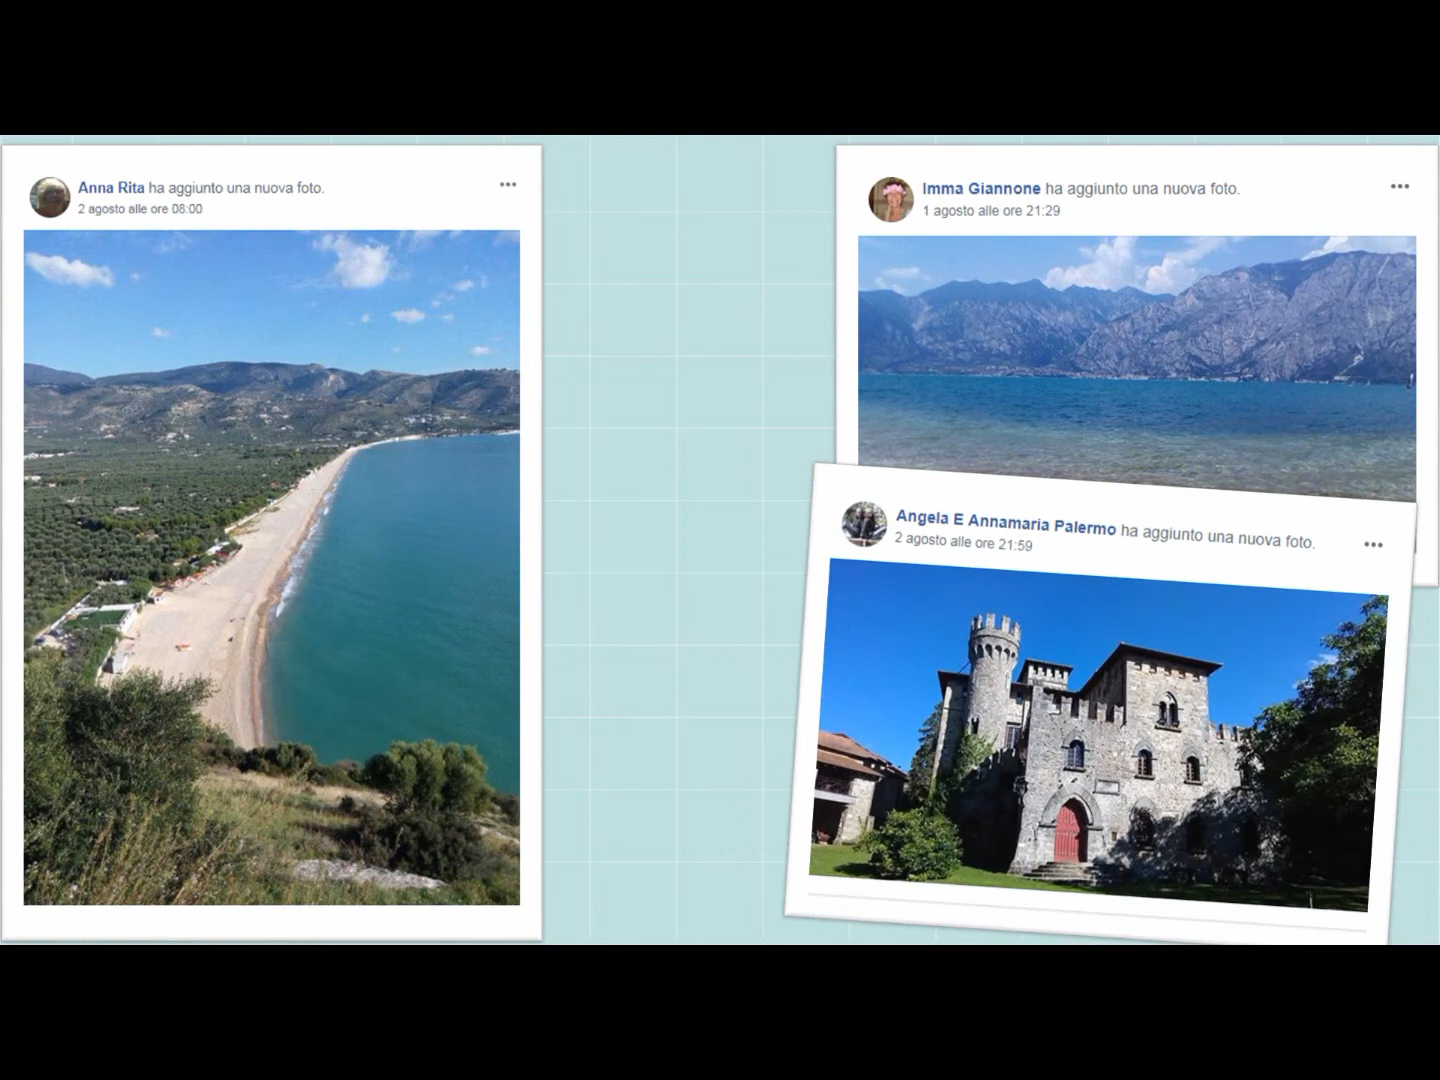 Anna Rita ha aggiunto una nuova foto.
2 agosto alle ore 08:00
Imma Giannone ha aggiunto una nuova foto.
1 agosto alle ore 21:29
Angela E Annamaria Palermo ha aggiunto una nuova foto.
2 agosto alle ore 21:59